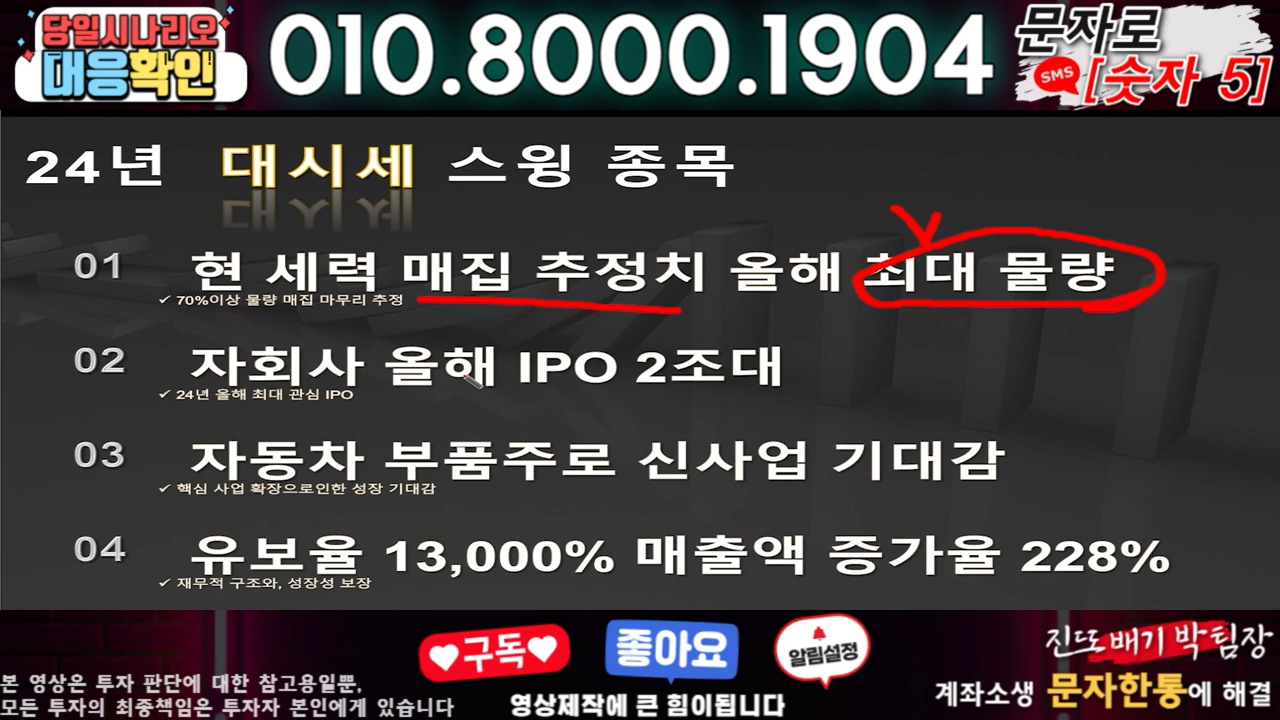 당일시나리오
대응확인
010.8000.1904
문자로
SMS
[숫자 5]
24년 대시세 스윙 종목
01 현 세력 매집 추정치 올해 최대 물량
✓ 70%이상 물량 매집 마무리 추정
02 자회사 올해 IPO 2조대
✓ 24년 올해 최대 관심 IPO
03 자동차 부품주로 신사업 기대감
✓ 핵심 사업 확장으로인한 성장 기대감
04 유보율 13,000% 매출액 증가율 228%
✓ 재무적 구조와, 성장성 보장
구독
좋아요
알림설정
영상제작에 큰 힘이됩니다
본 영상은 투자 판단에 대한 참고용일뿐,
모든 투자의 최종책임은 투자자 본인에게 있습니다
진또배기 박팀장
계좌소생 문자한통에 해결